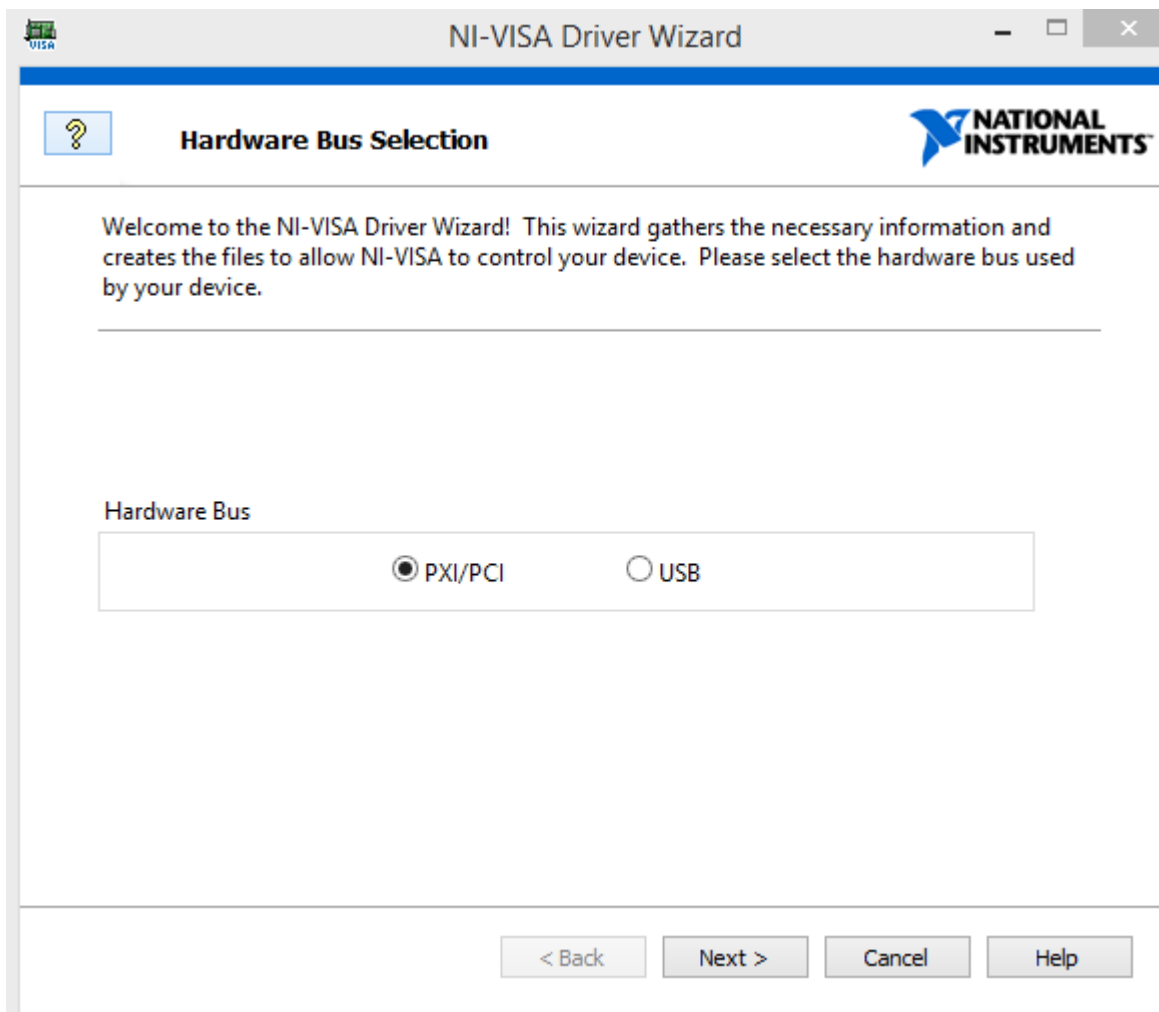 VISA
NI-VISA Driver Wizard
?
Hardware Bus Selection
NATIONAL
INSTRUMENTS™
Welcome to the NI-VISA Driver Wizard!  This wizard gathers the necessary information and
creates the files to allow NI-VISA to control your device.  Please select the hardware bus used
by your device.
Hardware Bus
PXI/PCI USB
< Back Next > Cancel Help